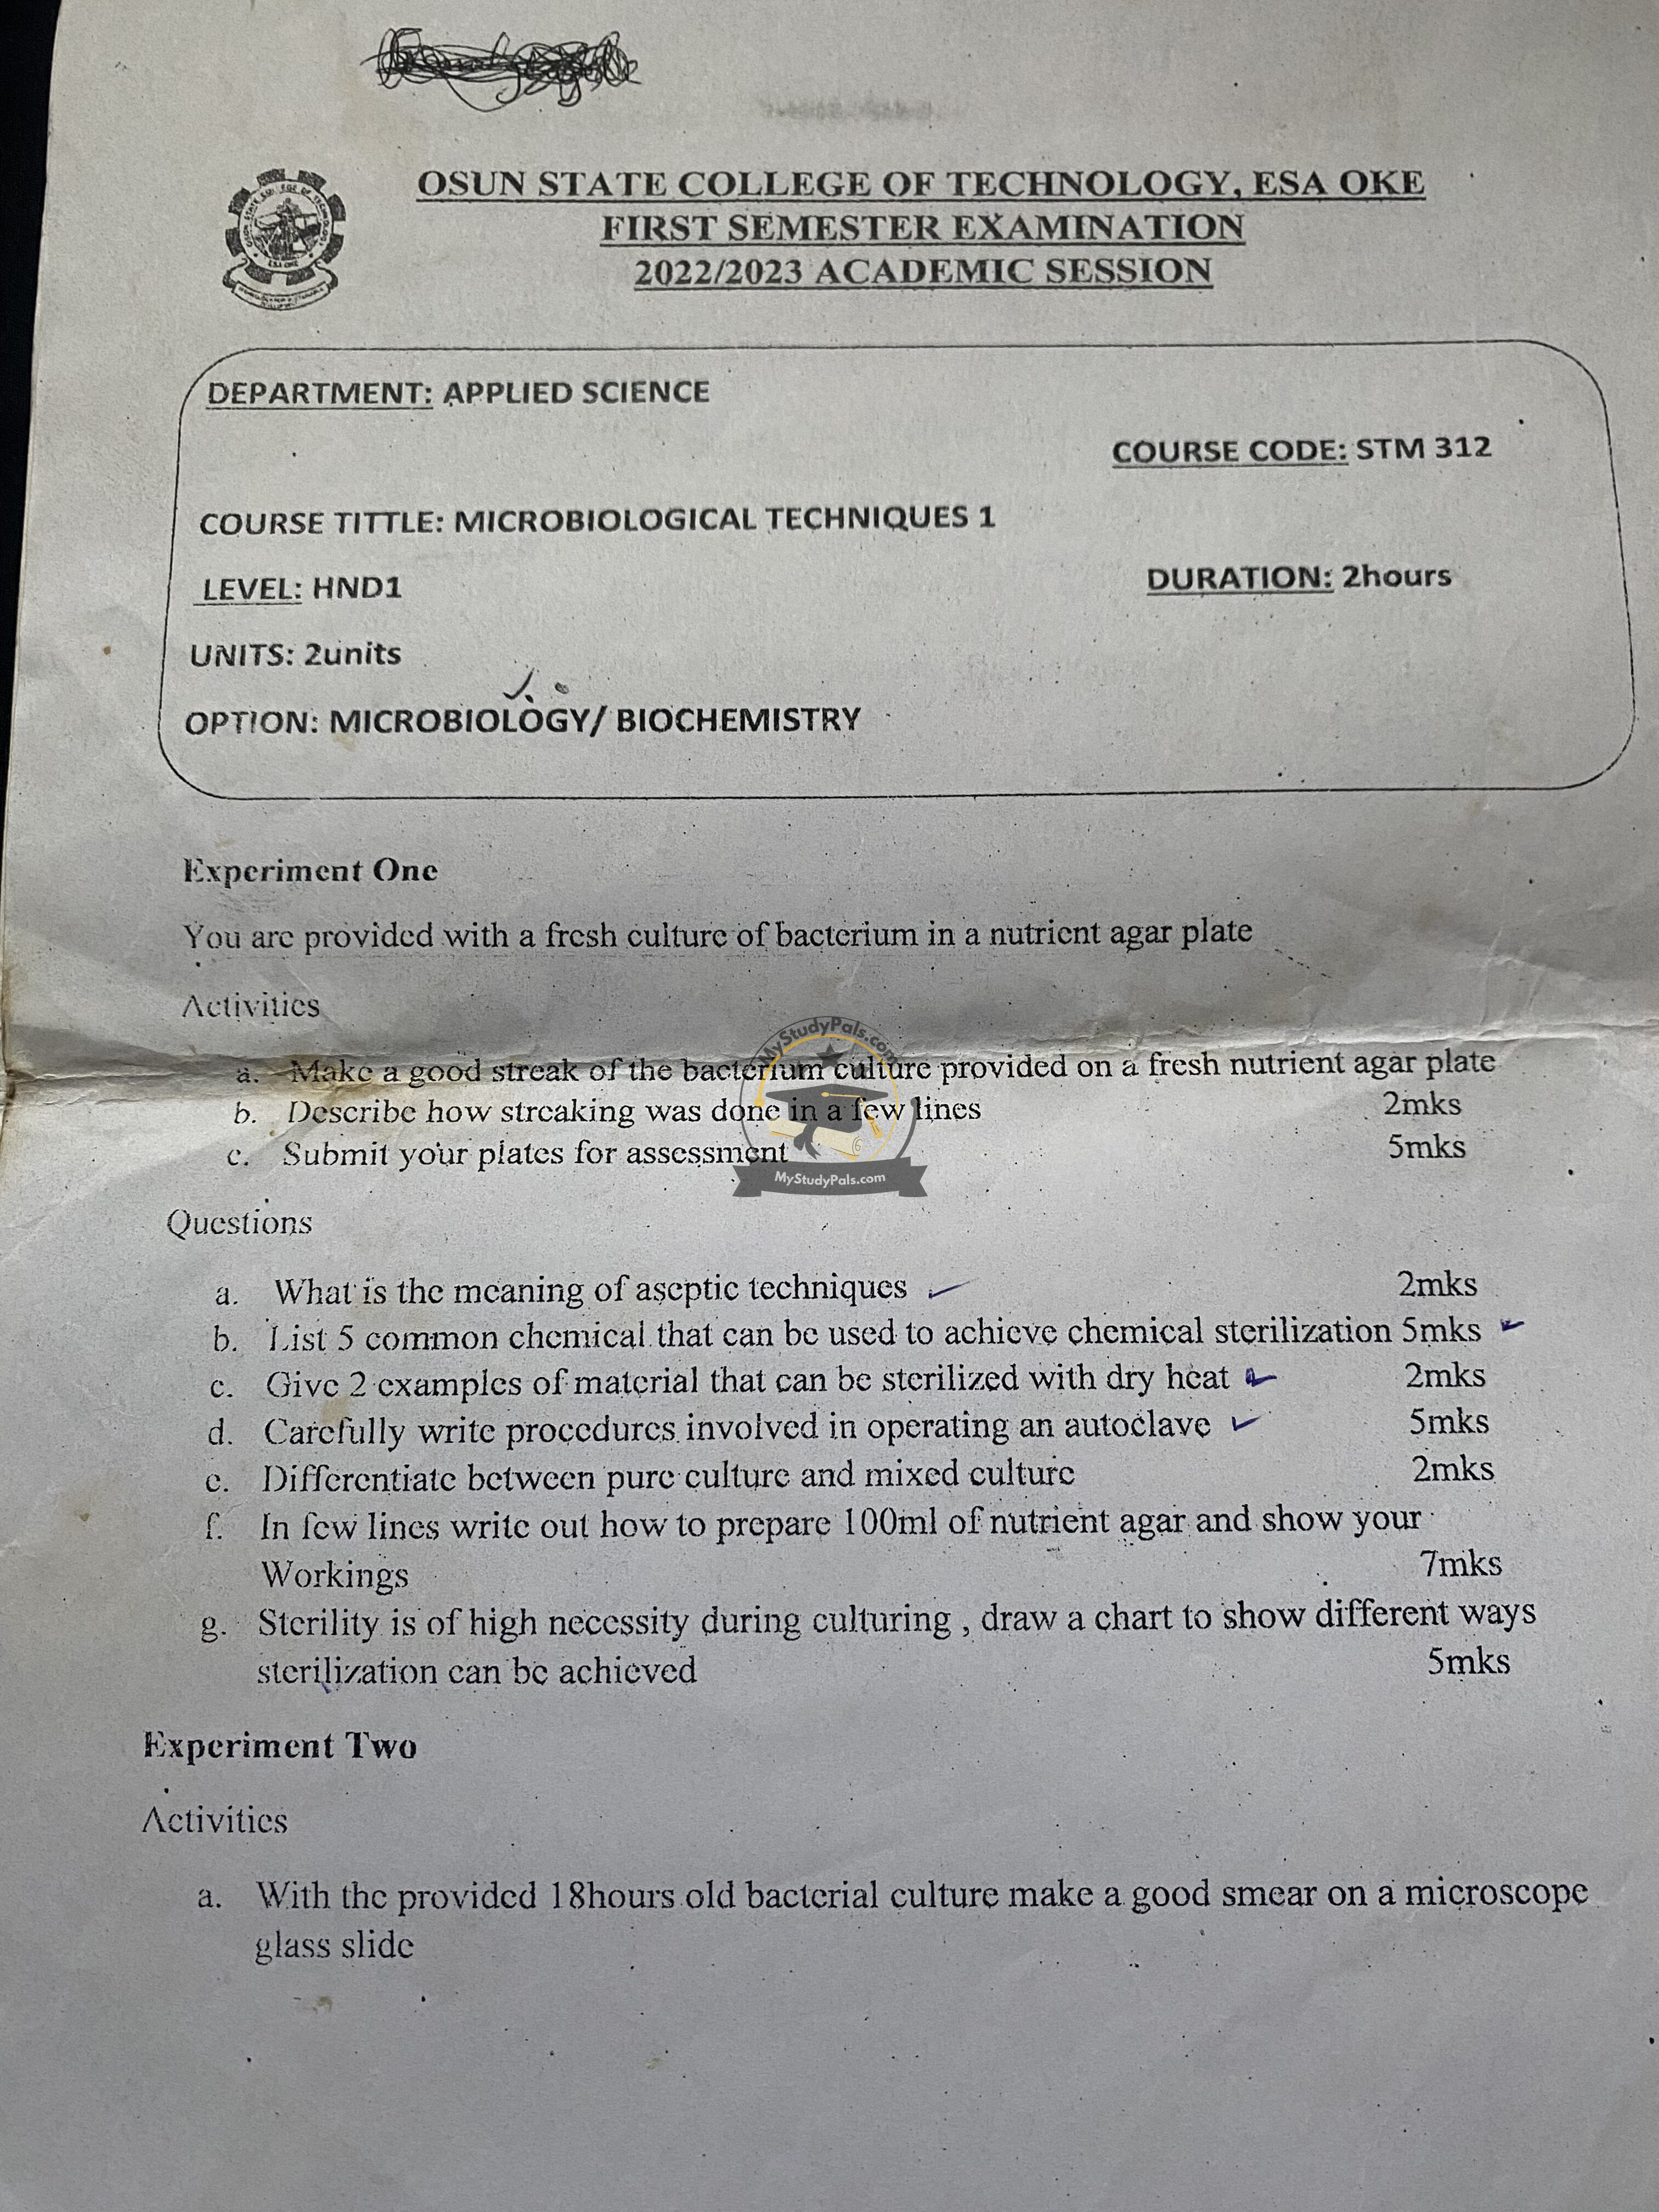 OSUN STATE COLLEGE OF TECHNOLOGY, ESA OKE
FIRST SEMESTER EXAMINATION
2022/2023 ACADEMIC SESSION
DEPARTMENT: APPLIED SCIENCE
COURSE CODE: STM 312
COURSE TITTLE: MICROBIOLOGICAL TECHNIQUES 1
LEVEL: HND1
DURATION: 2hours
UNITS: 2units
OPTION: MICROBIOLOGY/ BIOCHEMISTRY
Experiment One
You are provided with a fresh culture of bacterium in a nutrient agar plate
Activities
a. Make a good streak of the bacterium culture provided on a fresh nutrient agar plate
b. Describe how streaking was done in a few lines 2mks
c. Submit your plates for assessment 5mks
MyStudyPals.com
MyStudyPals.com
Questions
a. What is the meaning of aseptic techniques 2mks
b. List 5 common chemical that can be used to achieve chemical sterilization 5mks
c. Give 2 examples of material that can be sterilized with dry heat 2mks
d. Carefully write procedures involved in operating an autoclave 5mks
e. Differentiate between pure culture and mixed culture 2mks
f. In few lines write out how to prepare 100ml of nutrient agar and show your
Workings 7mks
g. Sterility is of high necessity during culturing , draw a chart to show different ways
sterilization can be achieved 5mks
Experiment Two
Activities
a. With the provided 18hours old bacterial culture make a good smear on a microscope
glass slide